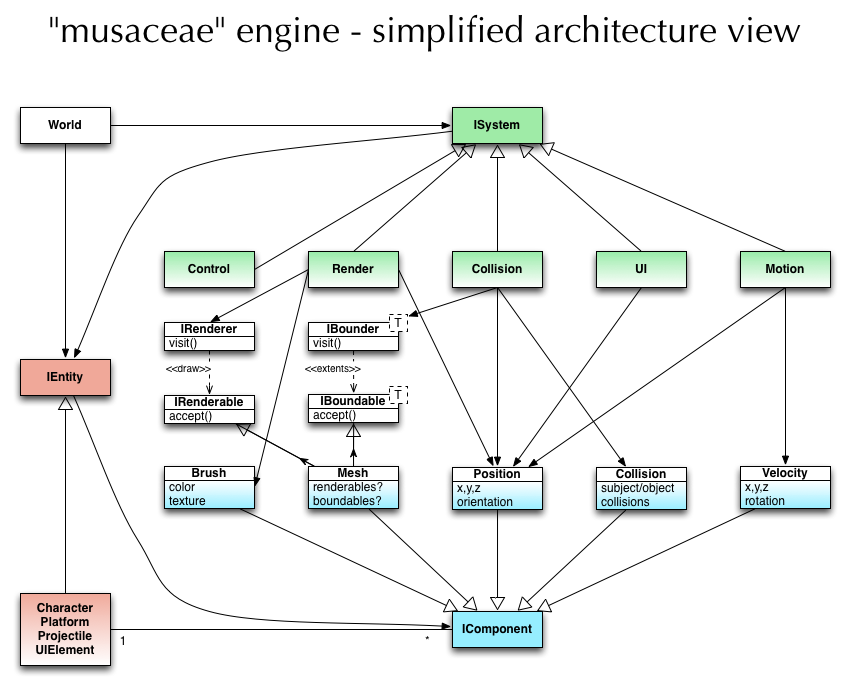 "musaceae" engine - simplified architecture view
World
ISystem
Control
Render
Collision
UI
Motion
IRenderer
visit()
IBounder
visit()
T
<<draw>>
<<extents>>
IEntity
IRenderable
accept()
IBoundable
accept()
T
Brush
color
texture
Mesh
renderables?
boundables?
Position
x,y,z
orientation
Collision
subject/object
collisions
Velocity
x,y,z
rotation
Character
Platform
Projectile
UIElement
1
*
IComponent